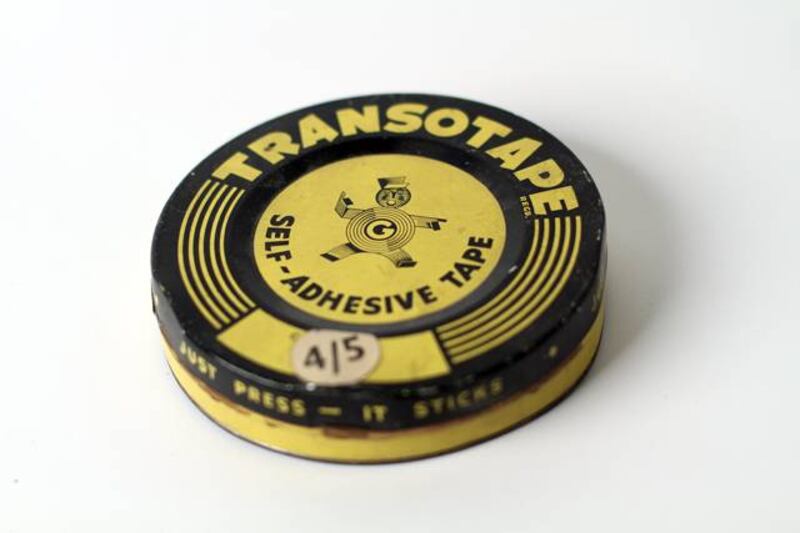 TRANSOTAPE
REGD.
G
SELF-ADHESIVE TAPE
4/5
JUST PRESS — IT STICKS